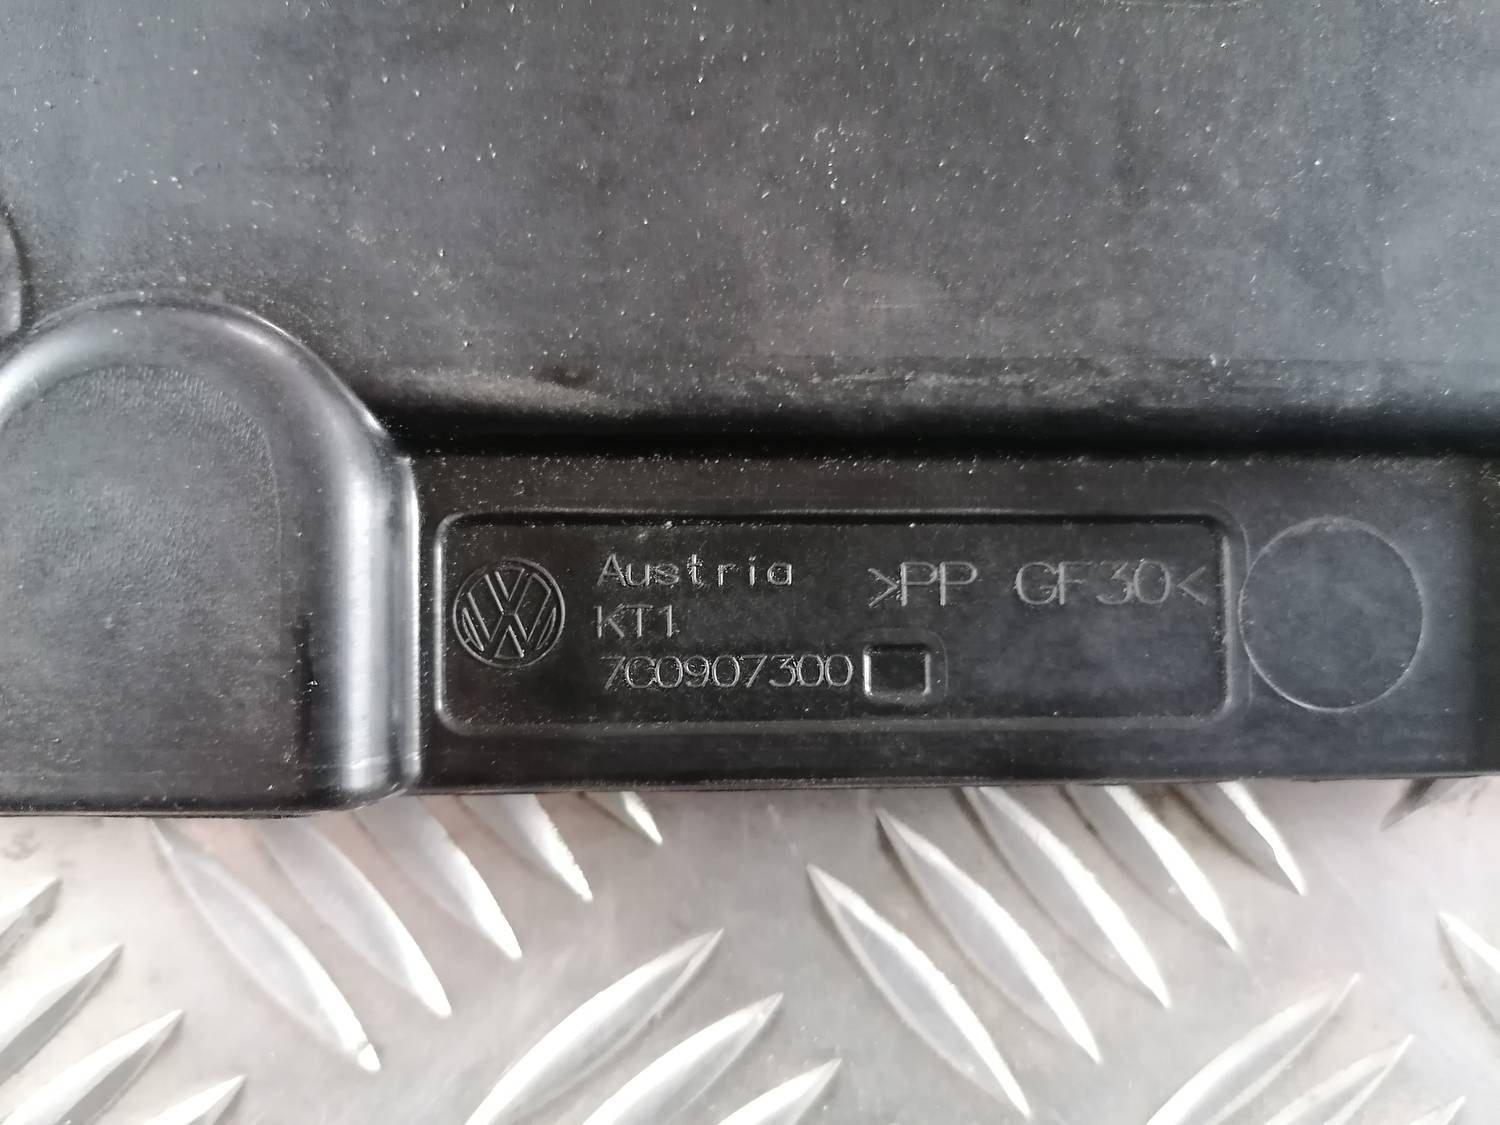 Austria
>PP GF30<
KT1
7C0907300